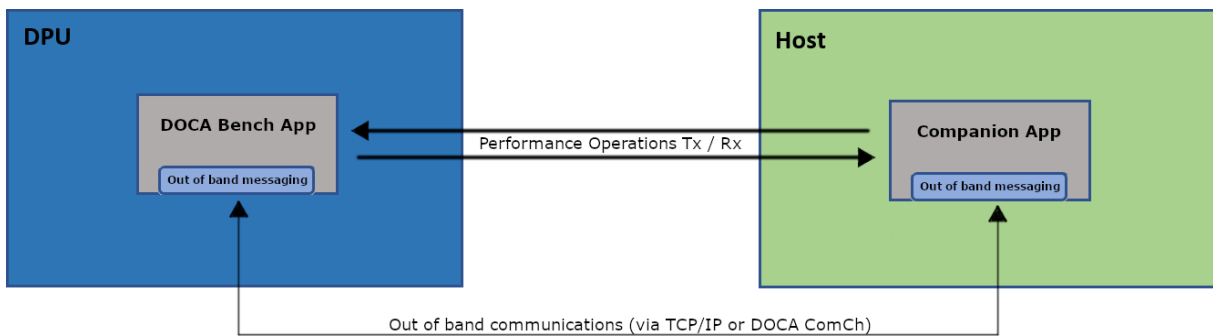 DPU
Host
DOCA Bench App
Companion App
Performance Operations Tx / Rx
Out of band messaging
Out of band messaging
Out of band communications (via TCP/IP or DOCA ComCh)